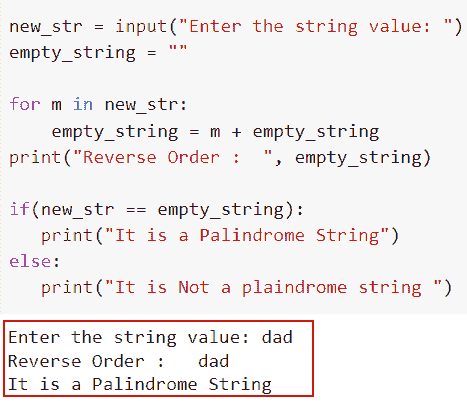 new_str = input("Enter the string value: ")
empty_string = ""
for m in new_str:
    empty_string = m + empty_string
print("Reverse Order :  ", empty_string)
if(new_str == empty_string):
   print("It is a Palindrome String")
else:
   print("It is Not a plaindrome string ")
Enter the string value: dad
Reverse Order :   dad
It is a Palindrome String